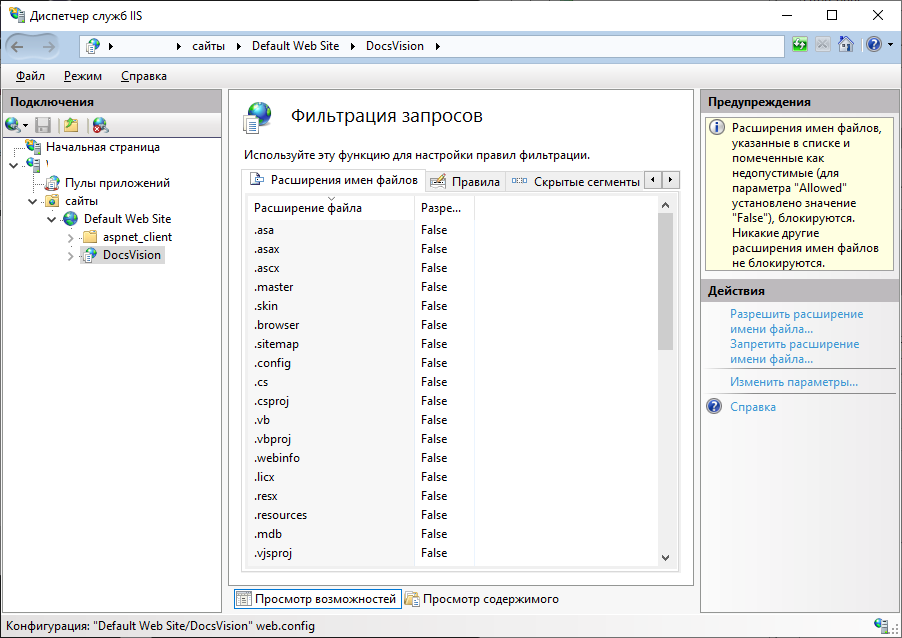 Диспетчер служб IIS
сайты Default Web Site DocsVision
Файл Режим Справка
Подключения
Начальная страница
Пулы приложений
сайты
Default Web Site
aspnet_client
DocsVision
Фильтрация запросов
Используйте эту функцию для настройки правил фильтрации.
Расширения имен файлов Правила Скрытые сегменты
Расширение файла Разре...
.asa False
.asax False
.ascx False
.master False
.skin False
.browser False
.sitemap False
.config False
.cs False
.csproj False
.vb False
.vbproj False
.webinfo False
.licx False
.resx False
.resources False
.mdb False
.vjsproj False
Просмотр возможностей Просмотр содержимого
Предупреждения
Расширения имен файлов,
указанные в списке и
помеченные как
недопустимые (для
параметра "Allowed"
установлено значение
"False"), блокируются.
Никакие другие
расширения имен файлов
не блокируются.
Действия
Разрешить расширение
имени файла...
Запретить расширение
имени файла...
Изменить параметры...
Справка
Конфигурация: "Default Web Site/DocsVision" web.config